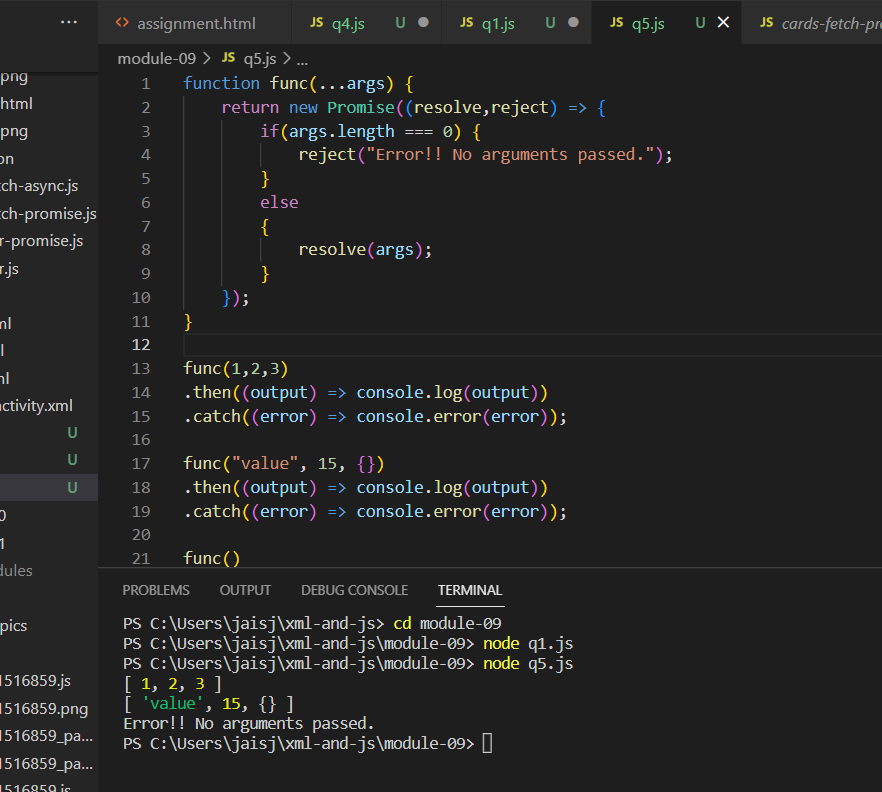 ... <> assignment.html JS q4.js U ● JS q1.js U ● JS q5.js U × JS cards-fetch-pr
module-09 > JS q5.js > ...
png
html
png
on
tch-async.js
tch-promise.js
r-promise.js
r.js
ml
l
ml
activity.xml
U
U
U
0
1
dules
pics
1516859.js
1516859.png
1516859_pa...
1516859_pa...
1516859.js
1 function func(...args) {
2 return new Promise((resolve,reject) => {
3 if(args.length === 0) {
4 reject("Error!! No arguments passed.");
5 }
6 else
7 {
8 resolve(args);
9 }
10 });
11 }
12
13 func(1,2,3)
14 .then((output) => console.log(output))
15 .catch((error) => console.error(error));
16
17 func("value", 15, {})
18 .then((output) => console.log(output))
19 .catch((error) => console.error(error));
20
21 func()
PROBLEMS OUTPUT DEBUG CONSOLE TERMINAL
PS C:\Users\jaisj\xml-and-js> cd module-09
PS C:\Users\jaisj\xml-and-js\module-09> node q1.js
PS C:\Users\jaisj\xml-and-js\module-09> node q5.js
[ 1, 2, 3 ]
[ 'value', 15, {} ]
Error!! No arguments passed.
PS C:\Users\jaisj\xml-and-js\module-09>